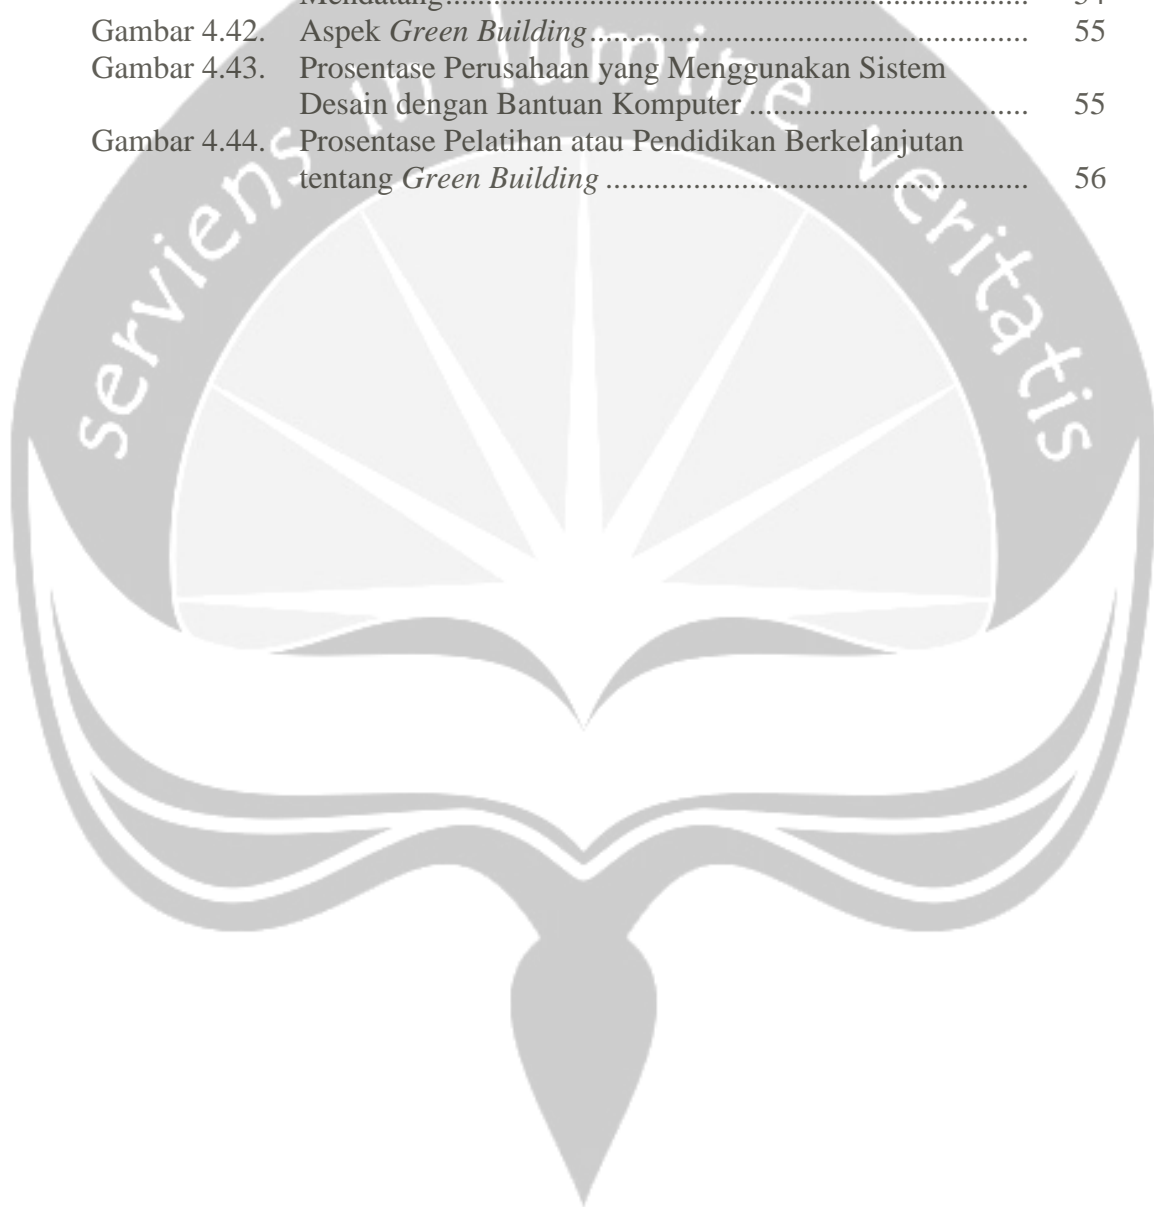 Mendatang................................................................................ 54
Gambar 4.42. Aspek Green Building....................................................... 55
Gambar 4.43. Prosentase Perusahaan yang Menggunakan Sistem
Desain dengan Bantuan Komputer ................................... 55
Gambar 4.44. Prosentase Pelatihan atau Pendidikan Berkelanjutan
tentang Green Building ..................................................... 56
serviens in lumine veritatis